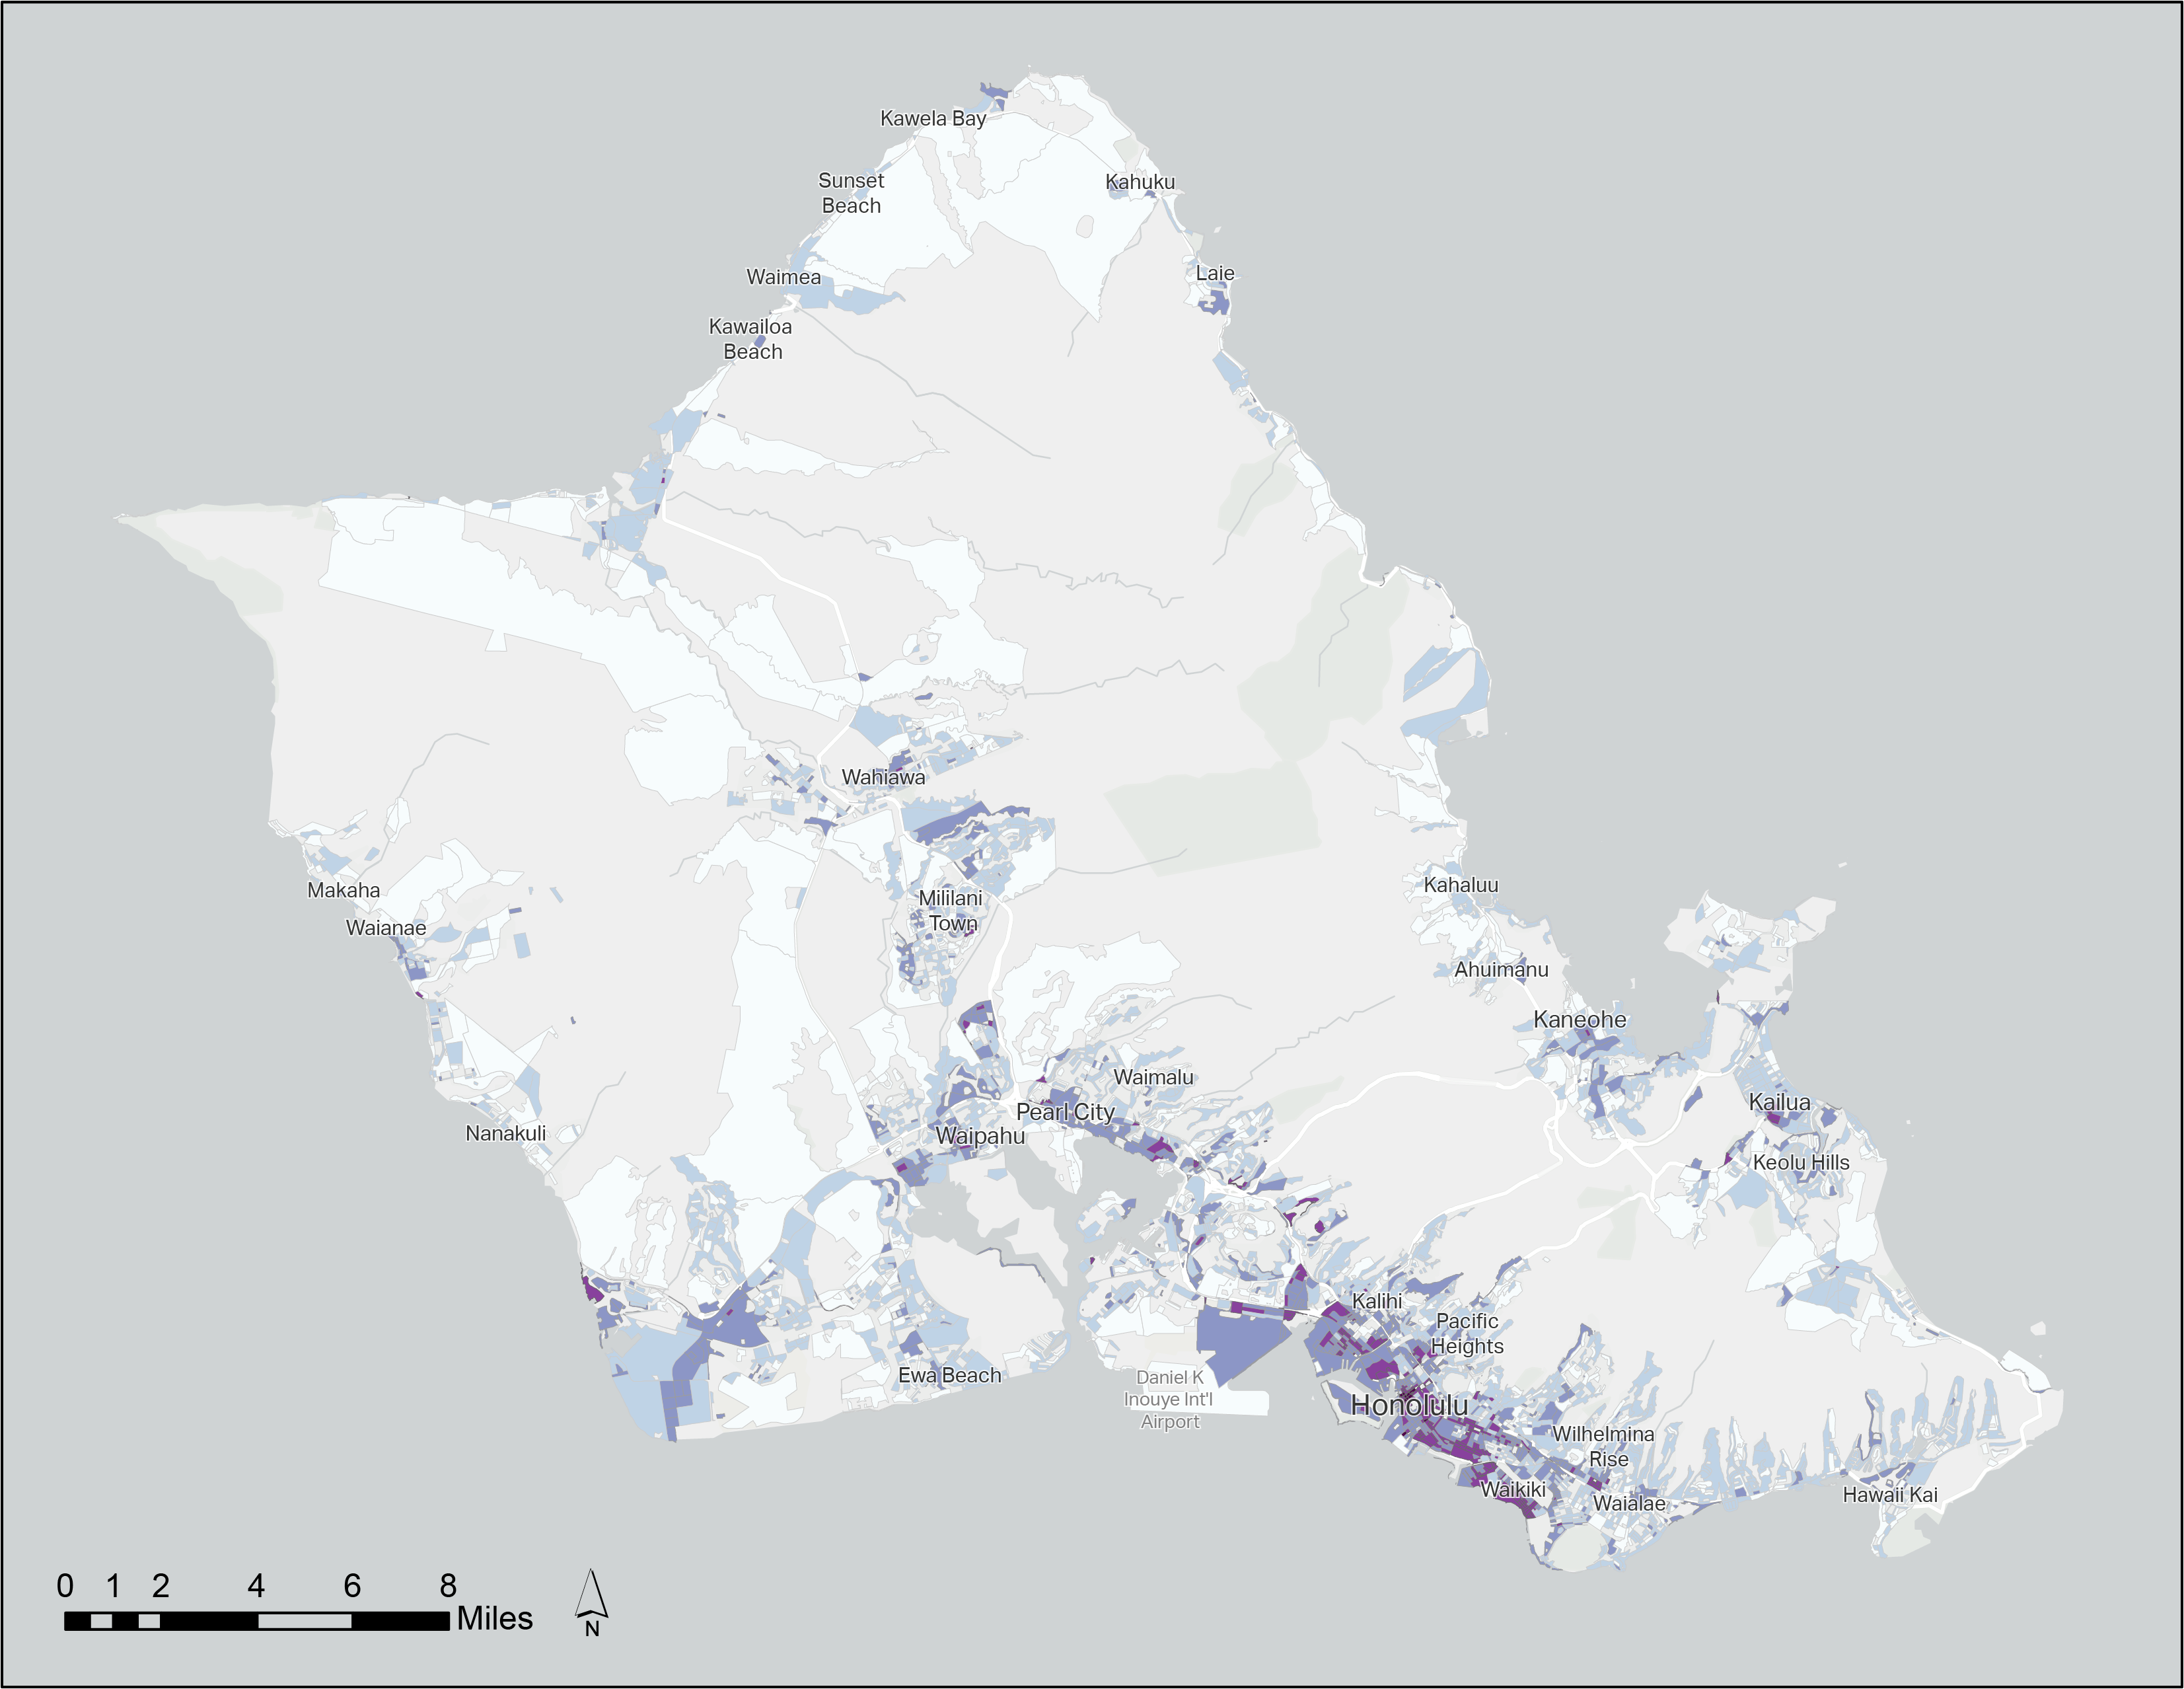 Kawela Bay
Sunset
Beach
Kahuku
Waimea
Laie
Kawailoa
Beach
Wahiawa
Makaha
Mililani
Town
Kahaluu
Waianae
Ahuimanu
Kaneohe
Waimalu
Pearl City
Kailua
Nanakuli
Waipahu
Keolu Hills
Kalihi
Pacific
Heights
Ewa Beach
Daniel K
Inouye Int'l
Airport
Honolulu
Wilhelmina
Rise
Waikiki
Waialae
Hawaii Kai
0 1 2 4 6 8
Miles
N